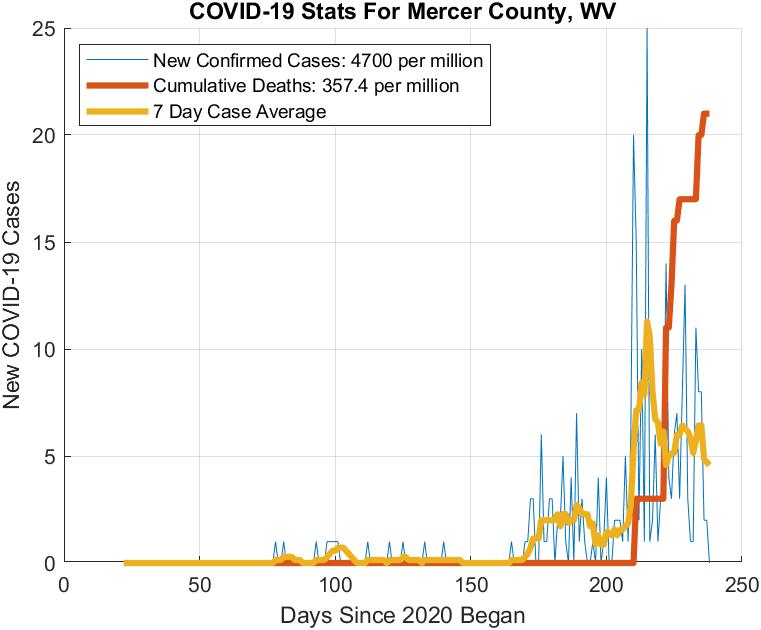 COVID-19 Stats For Mercer County, WV
New Confirmed Cases: 4700 per million
Cumulative Deaths: 357.4 per million
7 Day Case Average
New COVID-19 Cases
25
20
15
10
5
0
0 50 100 150 200 250
Days Since 2020 Began